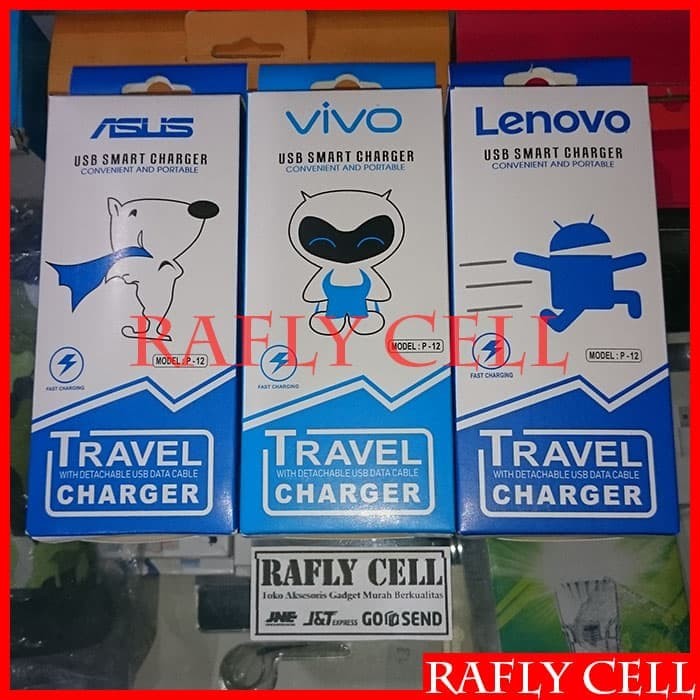 ASUS
USB SMART CHARGER
CONVENIENT AND PORTABLE
MODEL : P - 12
FAST CHARGING
TRAVEL
WITH DETACHABLE USB DATA CABLE
CHARGER
vivo
USB SMART CHARGER
CONVENIENT AND PORTABLE
MODEL : P - 12
FAST CHARGING
TRAVEL
WITH DETACHABLE USB DATA CABLE
CHARGER
Lenovo
USB SMART CHARGER
CONVENIENT AND PORTABLE
MODEL : P - 12
FAST CHARGING
TRAVEL
WITH DETACHABLE USB DATA CABLE
CHARGER
RAFLY CELL
RAFLY CELL
Toko Aksesoris Gadget Murah Berkualitas
JNE J&T EXPRESS GO SEND
RAFLY CELL